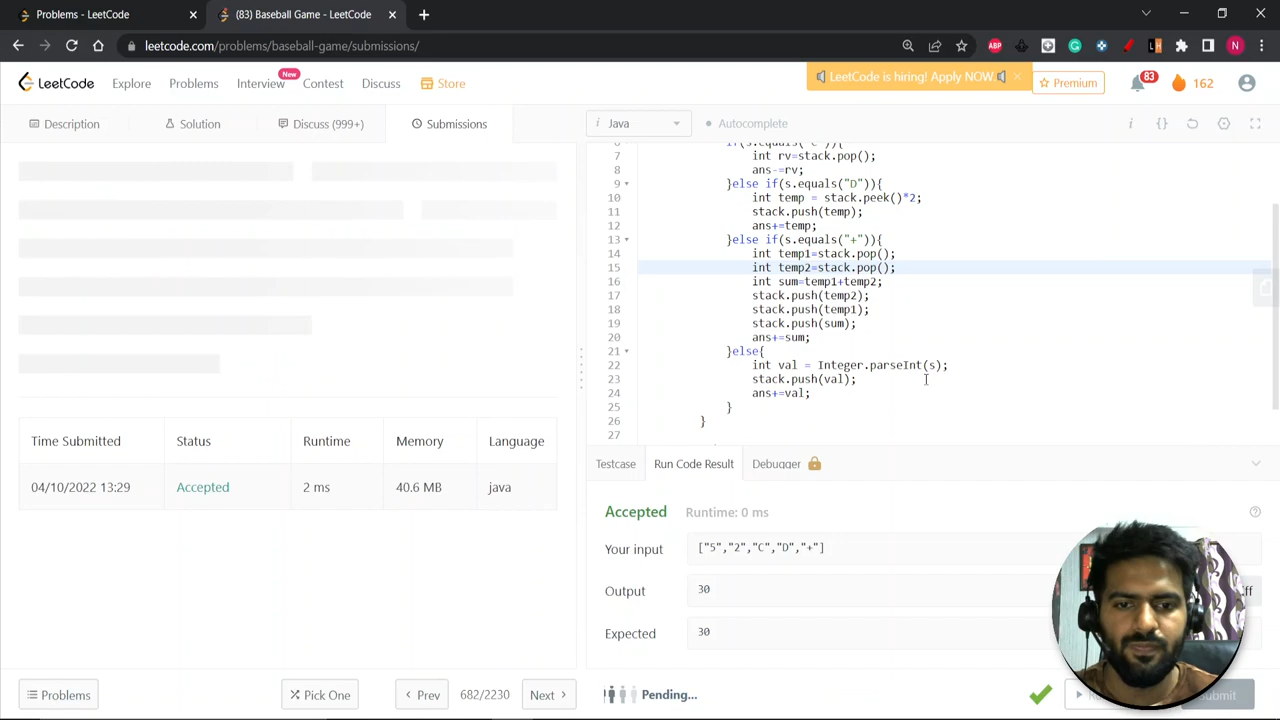 Problems - LeetCode
(83) Baseball Game - LeetCode
leetcode.com/problems/baseball-game/submissions/
ABP
LH
N
LeetCode
Explore
Problems
Interview
New
Contest
Discuss
Store
LeetCode is hiring! Apply NOW.
Premium
83
162
Description
Solution
Discuss (999+)
Submissions
i Java
Autocomplete
6 if(s.equals("C")){
7 int rv=stack.pop();
8 ans-=rv;
9 }else if(s.equals("D")){
10 int temp = stack.peek()*2;
11 stack.push(temp);
12 ans+=temp;
13 }else if(s.equals("+")){
14 int temp1=stack.pop();
15 int temp2=stack.pop();
16 int sum=temp1+temp2;
17 stack.push(temp2);
18 stack.push(temp1);
19 stack.push(sum);
20 ans+=sum;
21 }else{
22 int val = Integer.parseInt(s);
23 stack.push(val);
24 ans+=val;
25 }
26 }
27
Time Submitted Status Runtime Memory Language
04/10/2022 13:29 Accepted 2 ms 40.6 MB java
Testcase
Run Code Result
Debugger
Accepted Runtime: 0 ms
Your input ["5","2","C","D","+"]
Output 30
ff
Expected 30
Problems
Pick One
Prev
682/2230
Next
Pending...
Submit